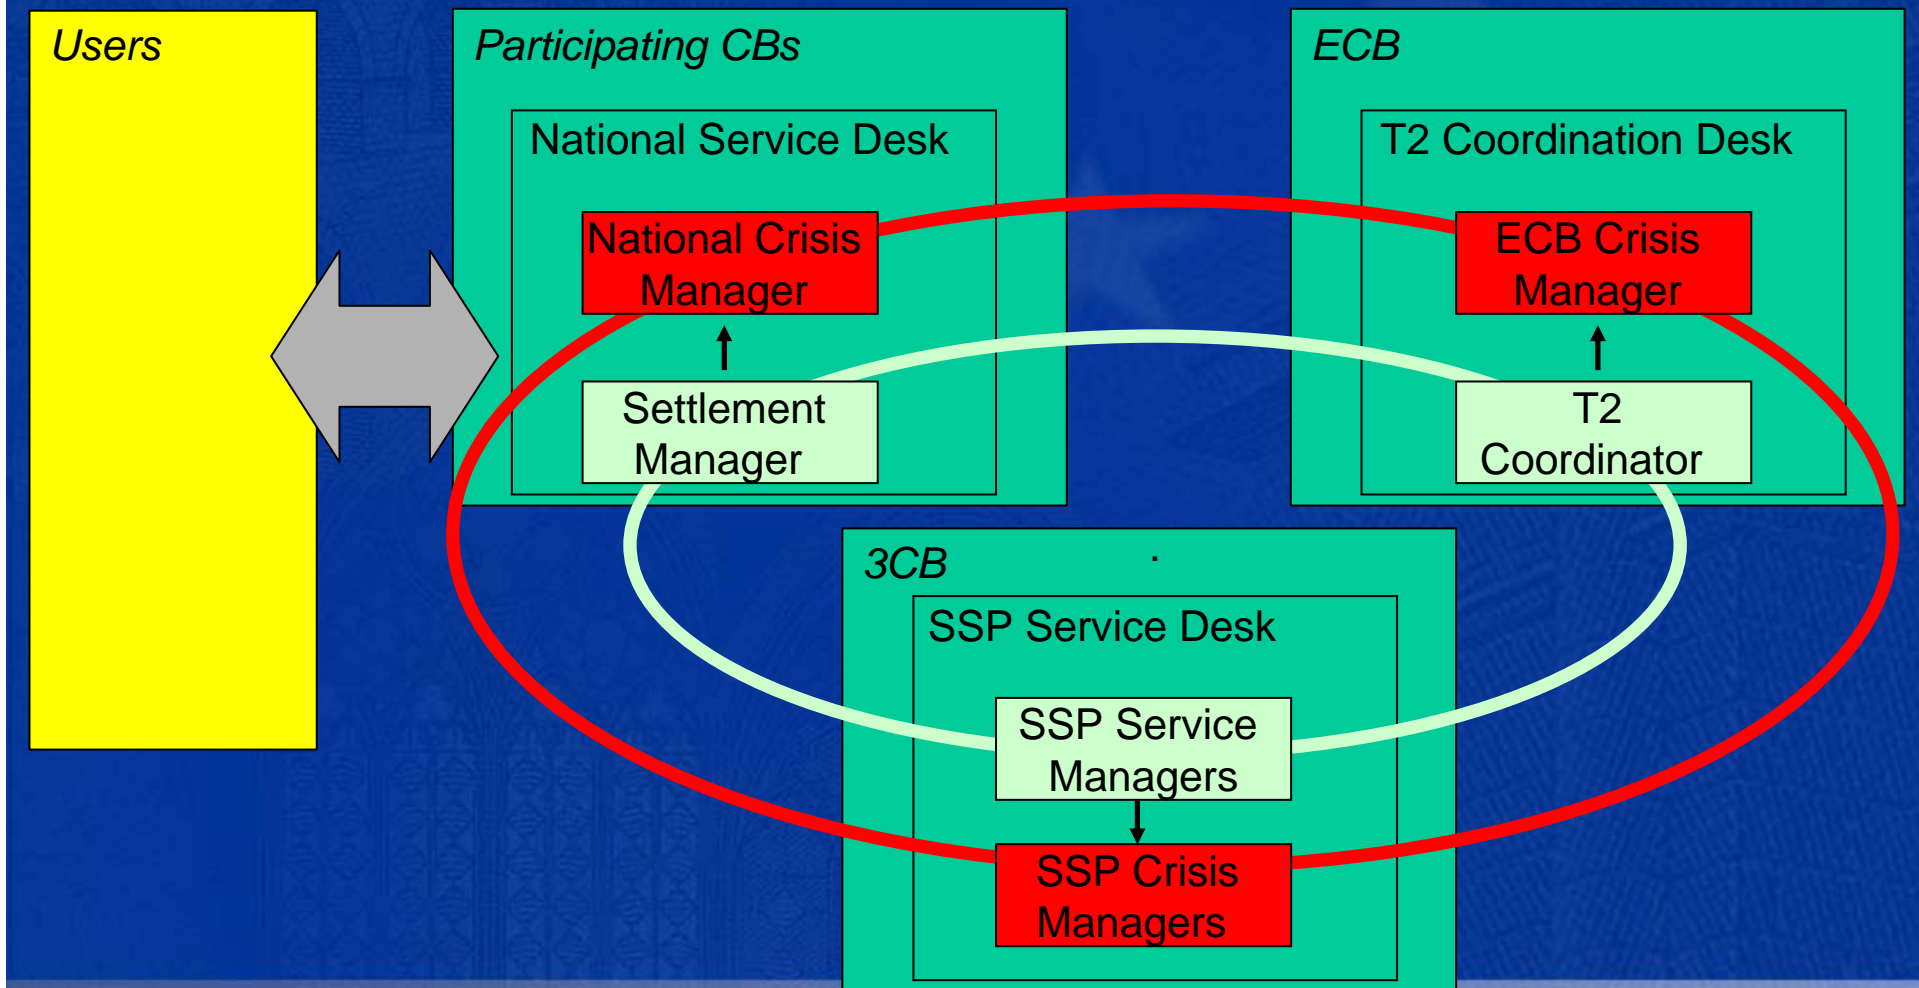 Users
Participating CBs
National Service Desk
National Crisis
Manager
Settlement
Manager
ECB
T2 Coordination Desk
ECB Crisis
Manager
T2
Coordinator
3CB
.
SSP Service Desk
SSP Service
Managers
SSP Crisis
Managers